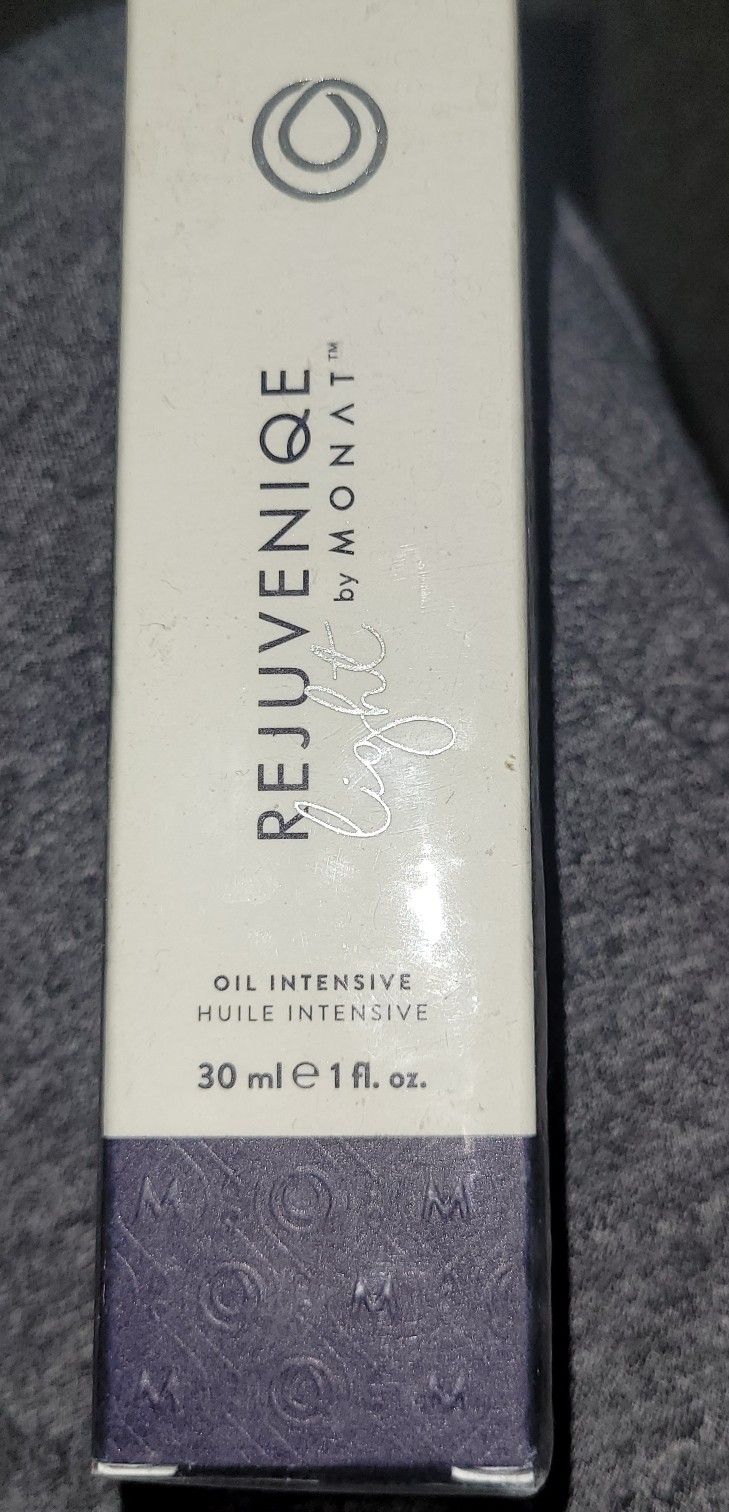 REJUVENIQE
by MONAT™
light
OIL INTENSIVE
HUILE INTENSIVE
30 ml e 1 fl. oz.
M M
M
M M